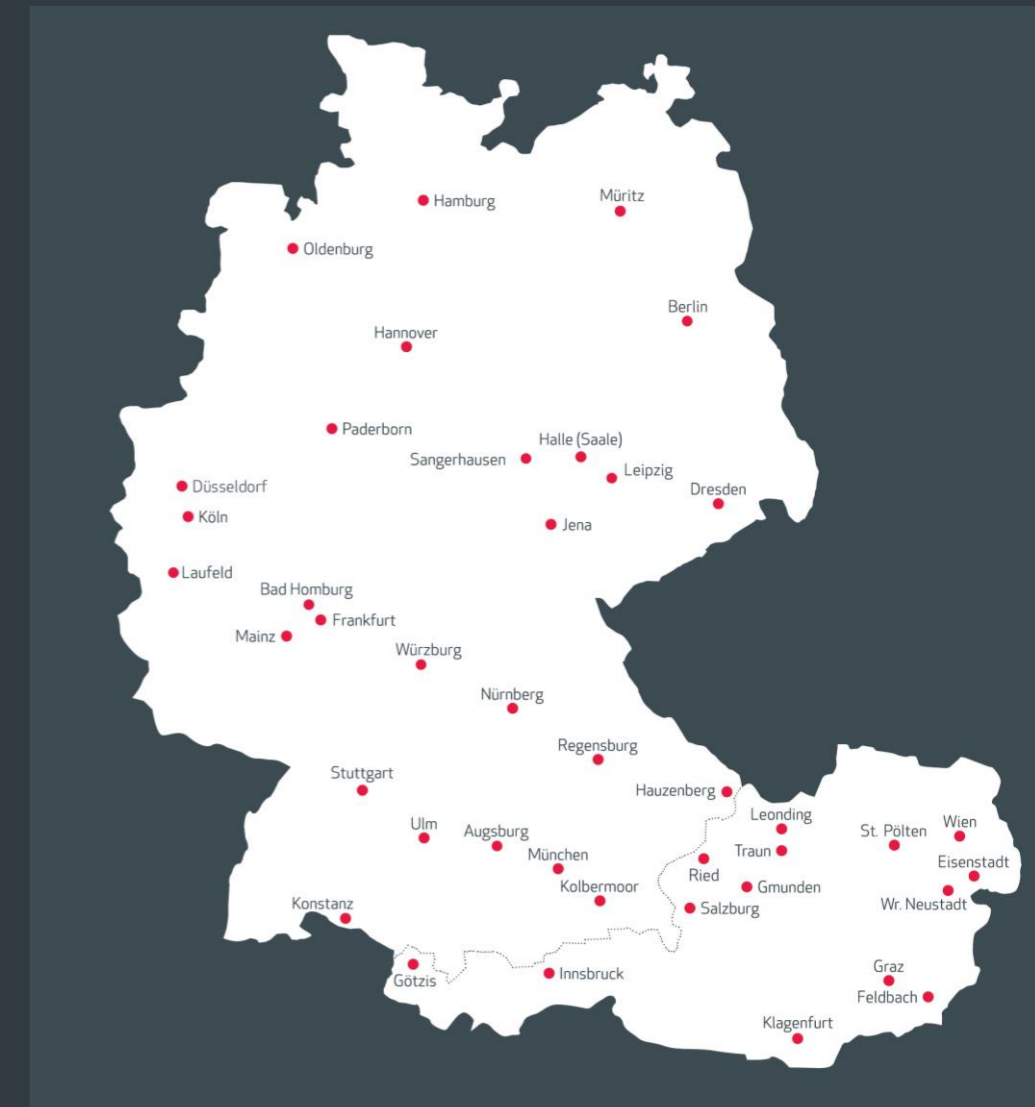 Hamburg
Müritz
Oldenburg
Berlin
Hannover
Paderborn
Halle (Saale)
Sangerhausen
Leipzig
Düsseldorf
Dresden
Köln
Jena
Laufeld
Bad Homburg
Frankfurt
Mainz
Würzburg
Nürnberg
Regensburg
Stuttgart
Hauzenberg
Leonding
Ulm
Augsburg
St. Pölten
Wien
München
Traun
Eisenstadt
Ried
Kolbermoor
Gmunden
Konstanz
Salzburg
Wr. Neustadt
Götzis
Innsbruck
Graz
Feldbach
Klagenfurt